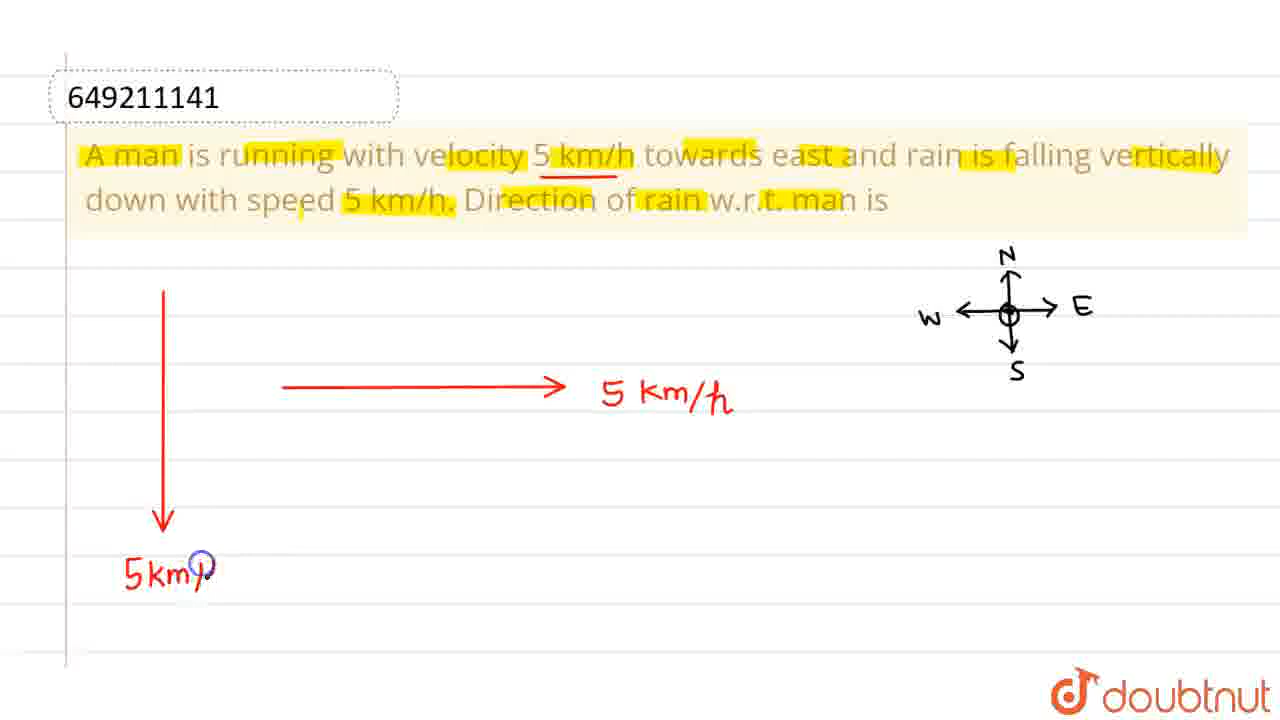 649211141
A man is running with velocity 5 km/h towards east and rain is falling vertically
down with speed 5 km/h. Direction of rain w.r.t. man is
N
W E
S
5 km/h
5km/
doubtnut